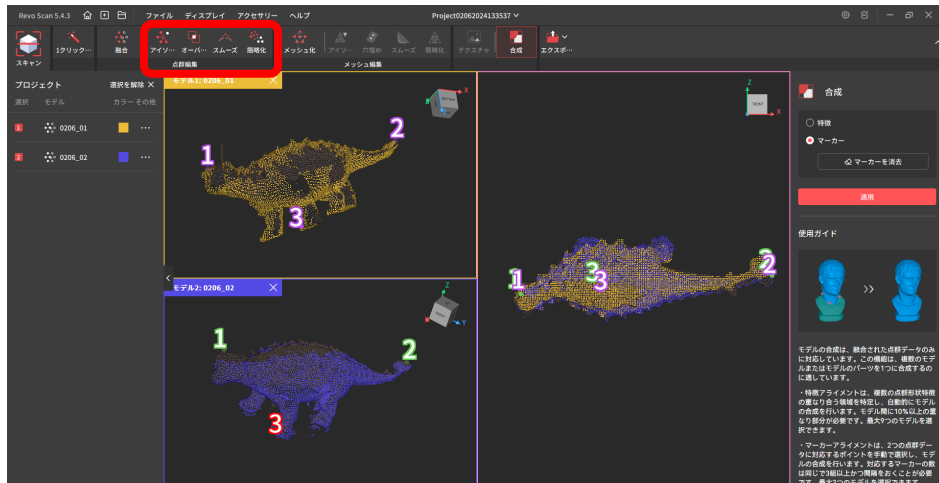 Revo Scan 5.4.3 ファイル ディスプレイ アクセサリー ヘルプ Project02062024133537
スキャン 1クリック… 融合 アイソ… オーバ… スムーズ 簡略化 メッシュ化 アイソ… 穴埋め スムーズ 簡略化 テクスチャ 合成 エクスポ…
点群編集 メッシュ編集
プロジェクト 選択を解除 ×
選択 モデル カラー その他
1 0206_01 …
2 0206_02 …
モデル1: 0206_01
BOTTOM
X
1 2 3
モデル2: 0206_02
Z
Y
1 2 3
Z
FRONT
X
1 3 3 2 2
合成
特徴
マーカー
マーカーを消去
適用
使用ガイド
>>
モデルの合成は、融合された点群データのみ
に対応しています。この機能は、複数のモデ
ルまたはモデルのパーツを1つに合成するの
に適しています。
・特徴アライメントは、複数の点群形状特徴
の重なり合う領域を特定し、自動的にモデル
の合成を行います。モデル間に10%以上の重
なり部分が必要です。最大9つのモデルを選
択できます。
・マーカーアライメントは、2つの点群デー
タに対応するポイントを手動で選択し、モデ
ルの合成を行います。対応するマーカーの数
は同じで3組以上かつ間隔をおくことが必要
です。最大2つのモデルを選択できます。